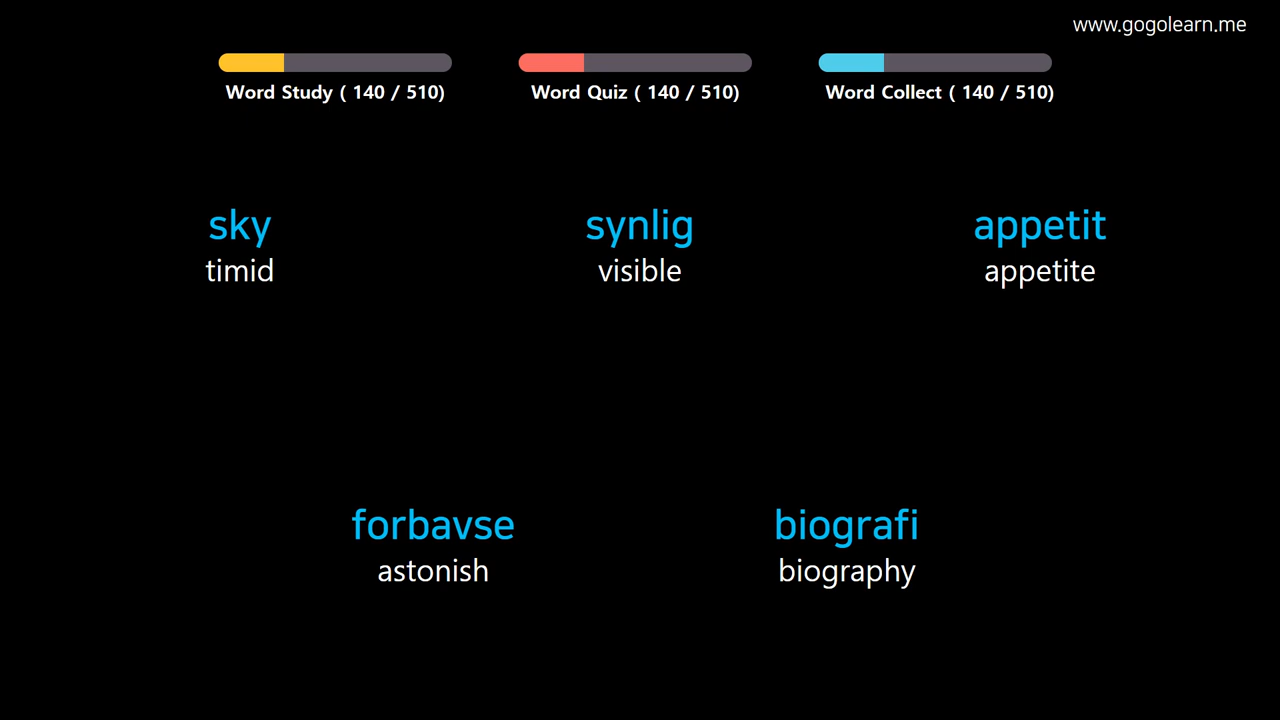 www.gogolearn.me
Word Study ( 140 / 510)
Word Quiz ( 140 / 510)
Word Collect ( 140 / 510)
sky
timid
synlig
visible
appetit
appetite
forbavse
astonish
biografi
biography